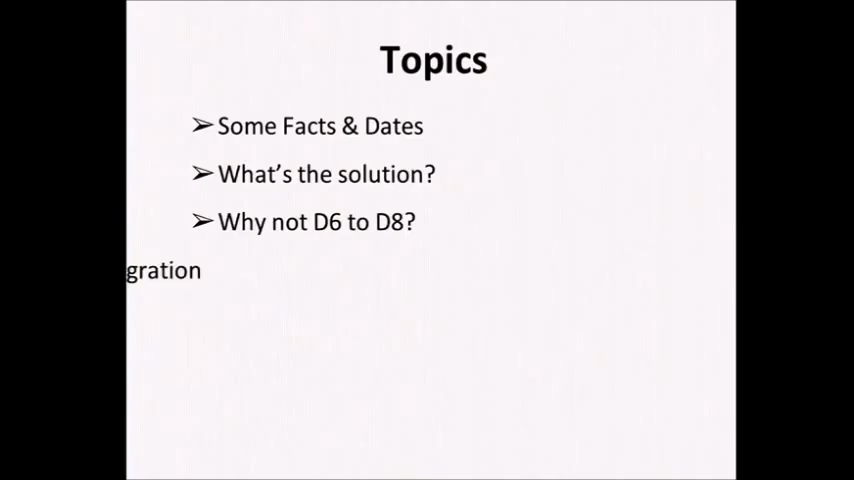 Topics
➢Some Facts & Dates
➢What's the solution?
➢Why not D6 to D8?
gration